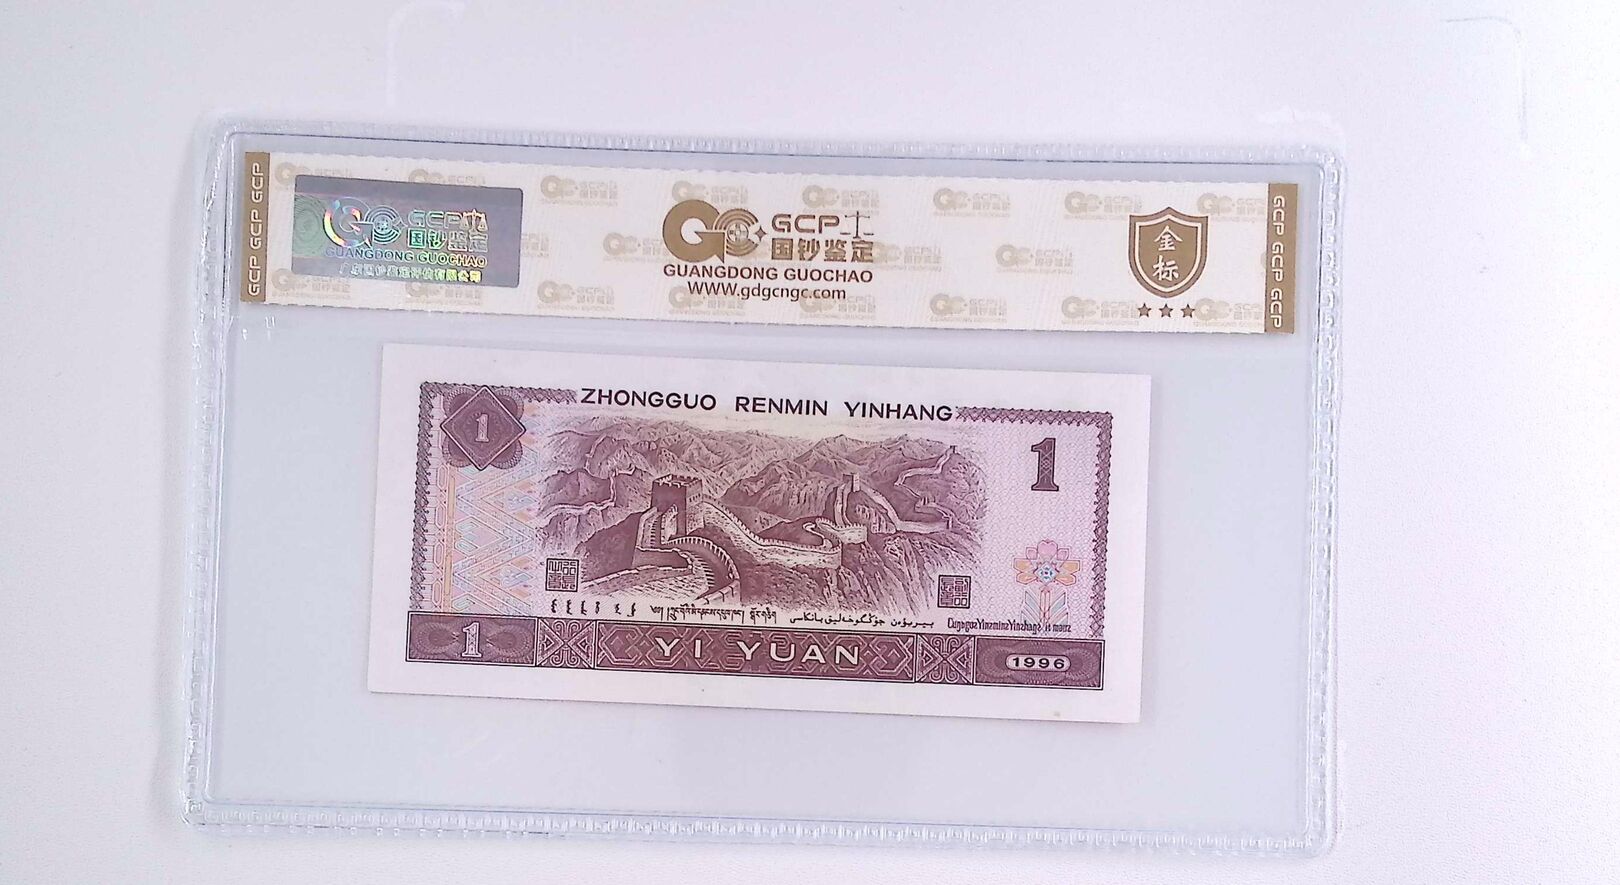 GCP GCP GCP
GCP
国钞鉴定
GUANGDONG GUOCHAO
GCP
国钞鉴定
GUANGDONG GUOCHAO
WWW.gdgcngc.com
金标
GCP GCP GCP
ZHONGGUO RENMIN YINHANG
1
1
1
YI YUAN
1996